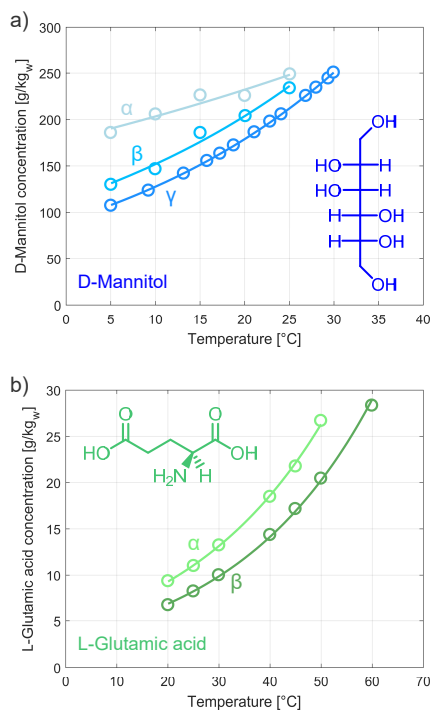 a)
300
250
200
150
100
50
0
D-Mannitol concentration [g/kgw]
α
β
γ
OH
HO H
HO H
H OH
H OH
OH
D-Mannitol
0 5 10 15 20 25 30 35 40
Temperature [°C]
b)
30
25
20
15
10
5
0
L-Glutamic acid concentration [g/kgw]
O O
HO OH
H2N H
α
β
L-Glutamic acid
0 10 20 30 40 50 60 70
Temperature [°C]